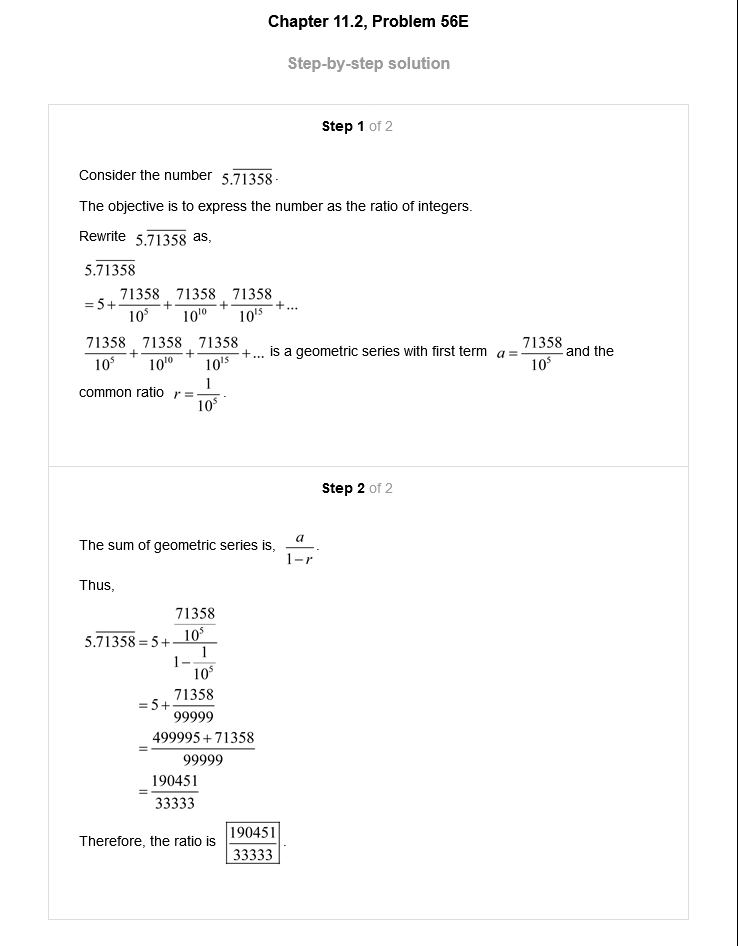 Chapter 11.2, Problem 56E
Step-by-step solution
Step 1 of 2
Consider the number 5.\overline{71358}.
The objective is to express the number as the ratio of integers.
Rewrite 5.\overline{71358} as,
5.\overline{71358}
= 5 + \frac{71358}{10^5} + \frac{71358}{10^{10}} + \frac{71358}{10^{15}} + ...
\frac{71358}{10^5} + \frac{71358}{10^{10}} + \frac{71358}{10^{15}} + ... is a geometric series with first term a = \frac{71358}{10^5} and the
common ratio r = \frac{1}{10^5}.
Step 2 of 2
The sum of geometric series is, \frac{a}{1-r}.
Thus,
5.\overline{71358} = 5 + \frac{\frac{71358}{10^5}}{1 - \frac{1}{10^5}}
= 5 + \frac{71358}{99999}
= \frac{499995 + 71358}{99999}
= \frac{190451}{33333}
Therefore, the ratio is \boxed{\frac{190451}{33333}}.